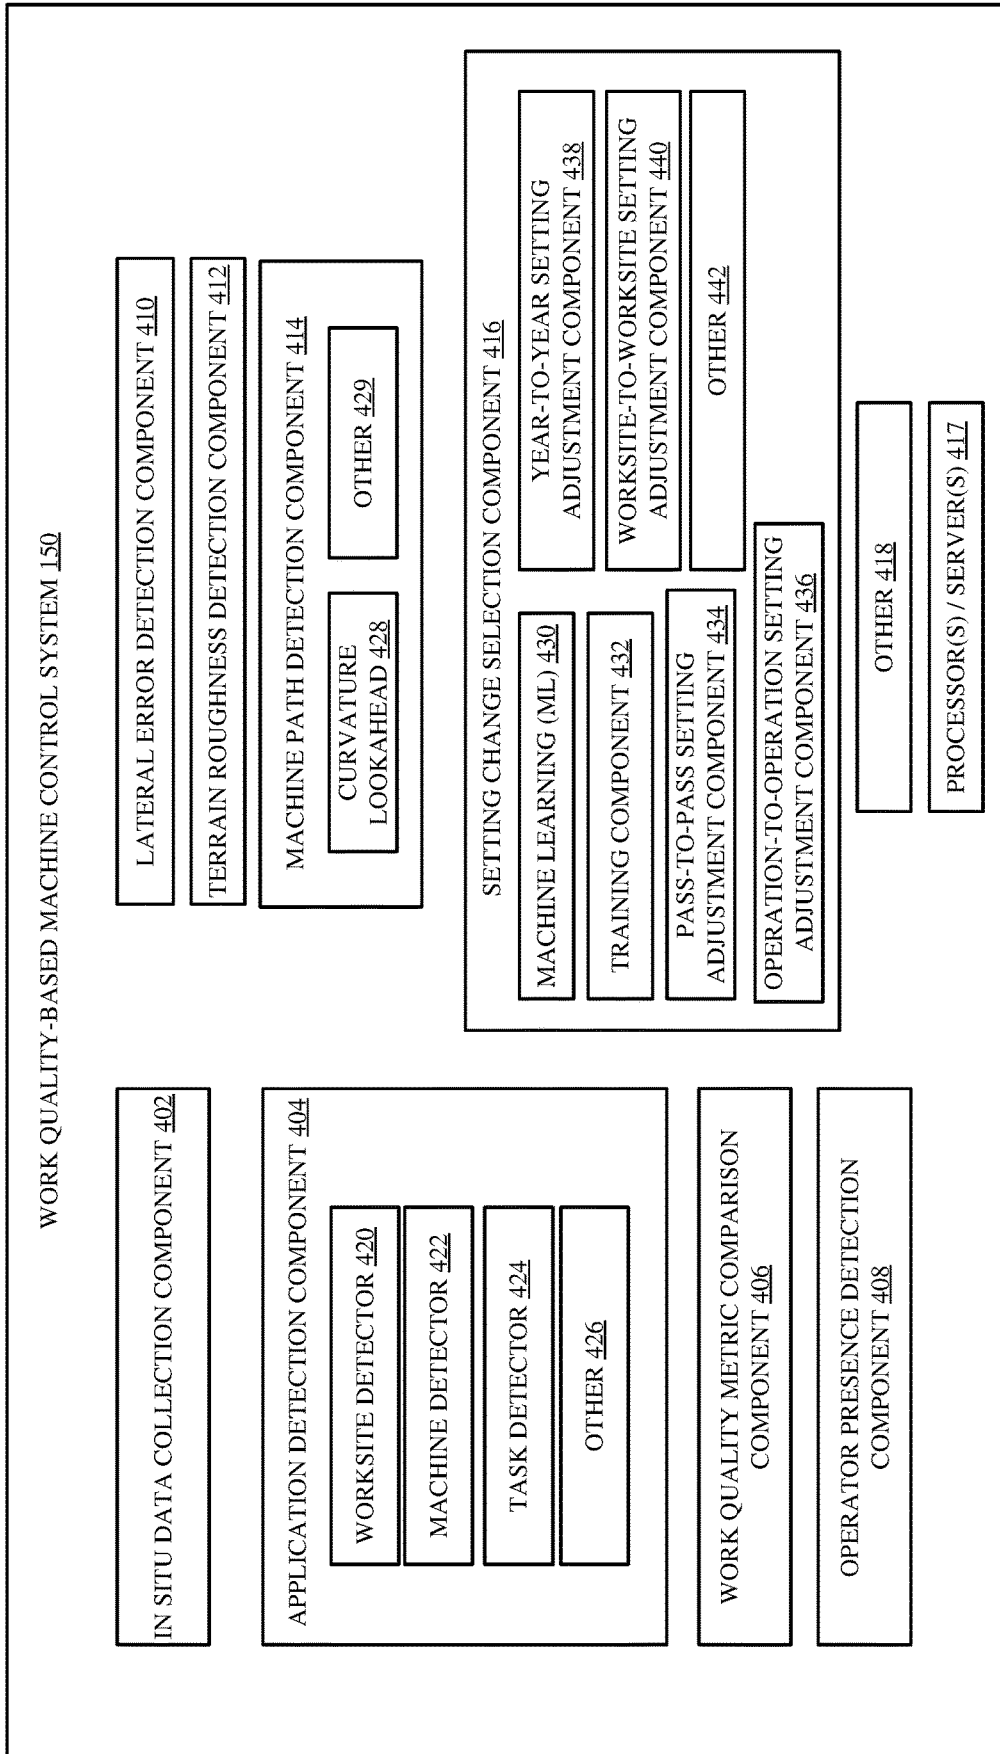 WORK QUALITY-BASED MACHINE CONTROL SYSTEM 150
IN SITU DATA COLLECTION COMPONENT 402
APPLICATION DETECTION COMPONENT 404
WORKSITE DETECTOR 420
MACHINE DETECTOR 422
TASK DETECTOR 424
OTHER 426
WORK QUALITY METRIC COMPARISON
COMPONENT 406
OPERATOR PRESENCE DETECTION
COMPONENT 408
LATERAL ERROR DETECTION COMPONENT 410
TERRAIN ROUGHNESS DETECTION COMPONENT 412
MACHINE PATH DETECTION COMPONENT 414
CURVATURE
LOOKAHEAD 428
OTHER 429
SETTING CHANGE SELECTION COMPONENT 416
MACHINE LEARNING (ML) 430
TRAINING COMPONENT 432
PASS-TO-PASS SETTING
ADJUSTMENT COMPONENT 434
OPERATION-TO-OPERATION SETTING
ADJUSTMENT COMPONENT 436
YEAR-TO-YEAR SETTING
ADJUSTMENT COMPONENT 438
WORKSITE-TO-WORKSITE SETTING
ADJUSTMENT COMPONENT 440
OTHER 442
OTHER 418
PROCESSOR(S) / SERVER(S) 417